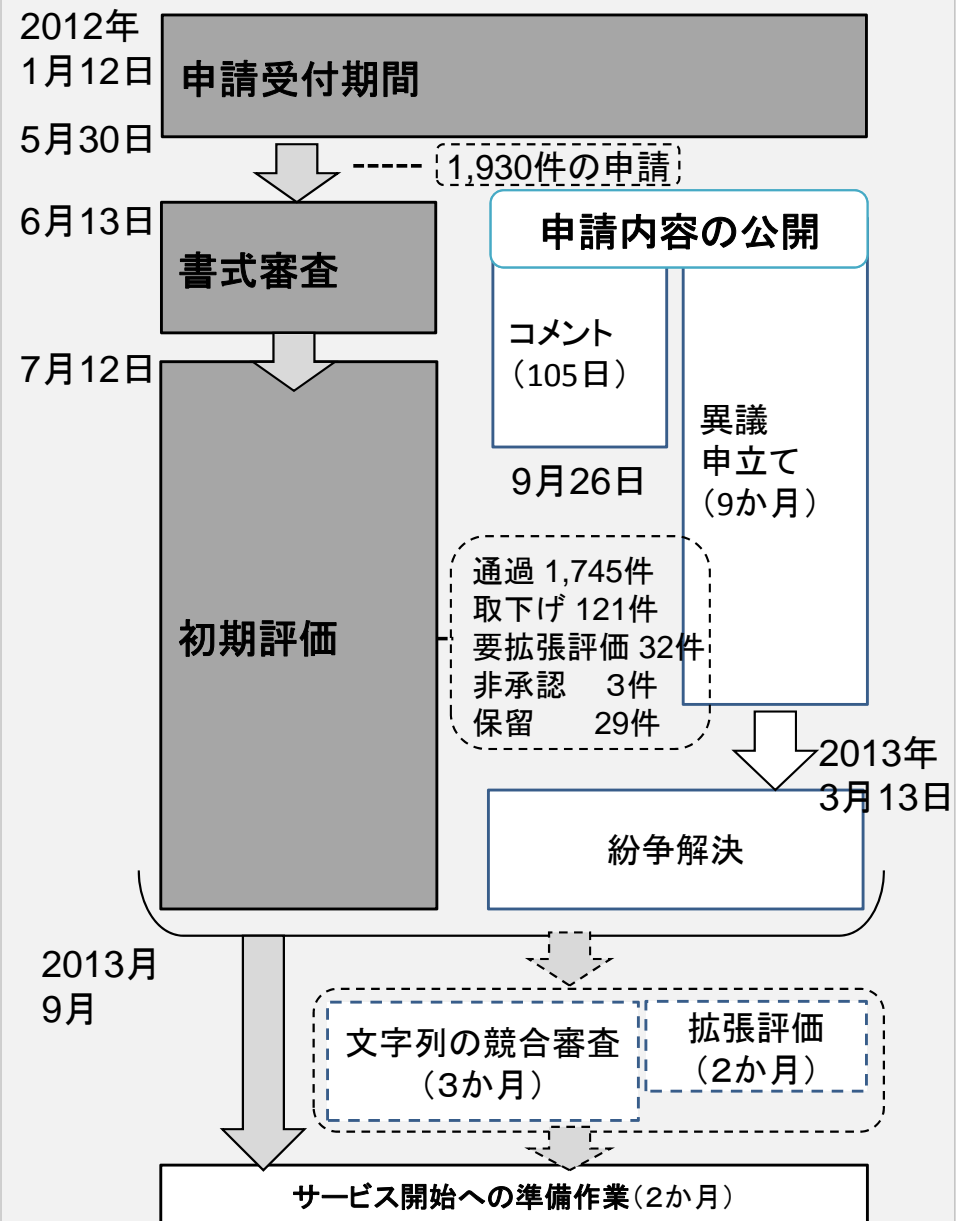 2012年
1月12日
申請受付期間
5月30日
1,930件の申請
6月13日
書式審査
申請内容の公開
コメント
（105日）
7月12日
異議
申立て
（9か月）
9月26日
初期評価
通過 1,745件
取下げ 121件
要拡張評価 32件
非承認 3件
保留 29件
2013年
3月13日
紛争解決
2013月
9月
文字列の競合審査
（3か月）
拡張評価
（2か月）
サービス開始への準備作業（2か月）